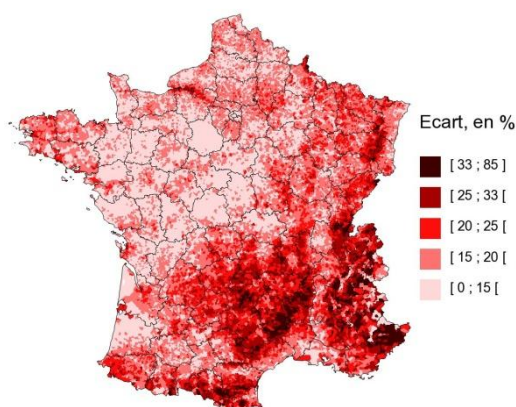 Ecart, en %
[ 33 ; 85 ]
[ 25 ; 33 [
[ 20 ; 25 [
[ 15 ; 20 [
[ 0 ; 15 [